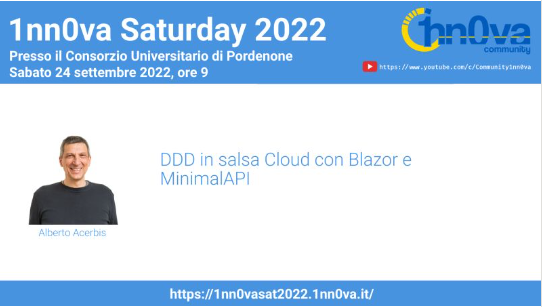 1nn0va Saturday 2022
Presso il Consorzio Universitario di Pordenone
Sabato 24 settembre 2022, ore 9
1nn0va
community
https://www.youtube.com/c/Community1nn0va
DDD in salsa Cloud con Blazor e
MinimalAPI
Alberto Acerbis
https://1nn0vasat2022.1nn0va.it/